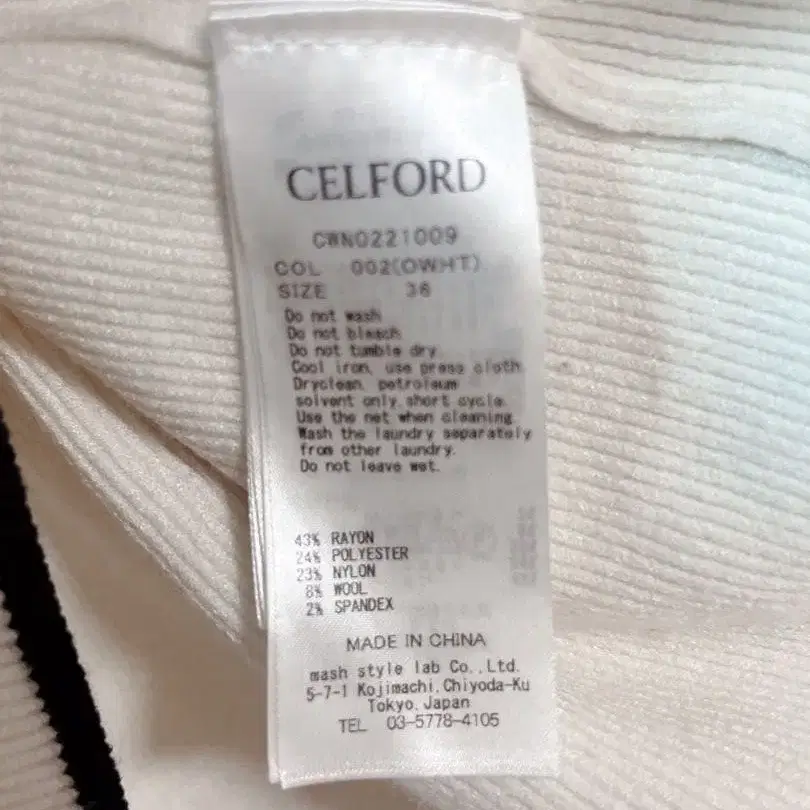 CELFORD
CWNO221009
COL 002(OWHT)
SIZE 36
Do not wash
Do not bleach
Do not tumble dry
Cool iron, use press cloth
Dryclean, petroleum
solvent only, short cycle.
Use the net when cleaning.
Wash the laundry separately
from other laundry.
Do not leave wet.
43% RAYON
24% POLYESTER
23% NYLON
8% WOOL
2% SPANDEX
MADE IN CHINA
mash style lab Co., Ltd.
5-7-1 Kojimachi, Chiyoda-Ku
Tokyo, Japan
TEL 03-5778-4105